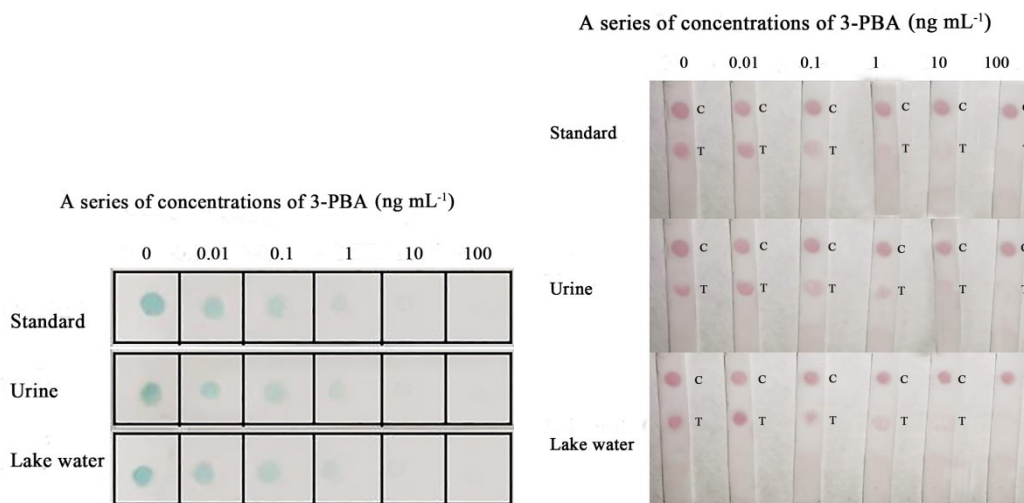 A series of concentrations of 3-PBA (ng mL-1)
0 0.01 0.1 1 10 100
Standard
Urine
Lake water
A series of concentrations of 3-PBA (ng mL-1)
0 0.01 0.1 1 10 100
Standard
C C C C C
T T T T T
Urine
C C C C C
T T T T T
Lake water
C C C C C
T T T T T